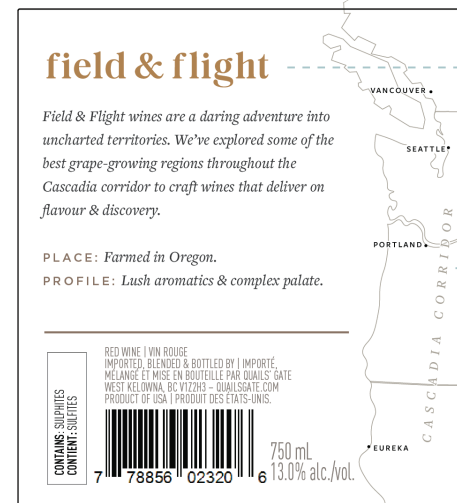 field & flight
Field & Flight wines are a daring adventure into
uncharted territories. We've explored some of the
best grape-growing regions throughout the
Cascadia corridor to craft wines that deliver on
flavour & discovery.
PLACE: Farmed in Oregon.
PROFILE: Lush aromatics & complex palate.
RED WINE | VIN ROUGE
IMPORTED, BLENDED & BOTTLED BY | IMPORTÉ,
MÉLANGÉ ET MISE EN BOUTEILLE PAR QUAILS' GATE
WEST KELOWNA, BC V1Z2H3 – QUAILSGATE.COM
PRODUCT OF USA | PRODUIT DES ÉTATS-UNIS.
CONTAINS: SULPHITES
CONTIENT: SULFITES
7 78856 02320 6
750 mL
13.0% alc./vol.
VANCOUVER
SEATTLE
PORTLAND
CASCADIA CORRIDOR
EUREKA